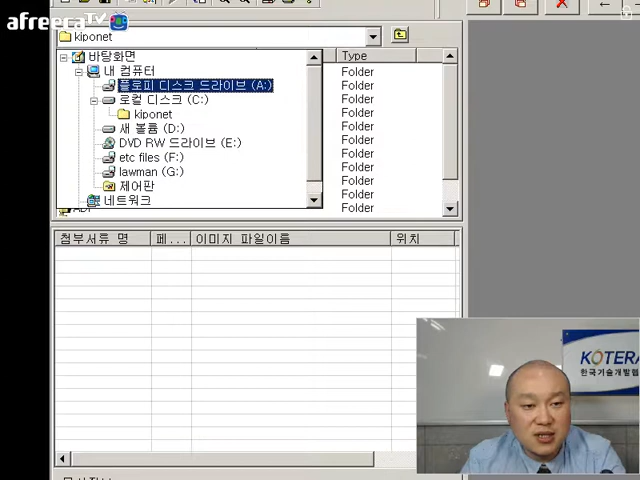 afreecaTV
kiponet
바탕화면
내 컴퓨터
플로피 디스크 드라이브 (A:)
로컬 디스크 (C:)
kiponet
새 볼륨 (D:)
DVD RW 드라이브 (E:)
etc files (F:)
lawman (G:)
제어판
네트워크
Type
Folder
Folder
Folder
Folder
Folder
Folder
Folder
Folder
Folder
Folder
Folder
첨부서류 명
페...
이미지 파일이름
위치
KOTERA
한국기술개발협